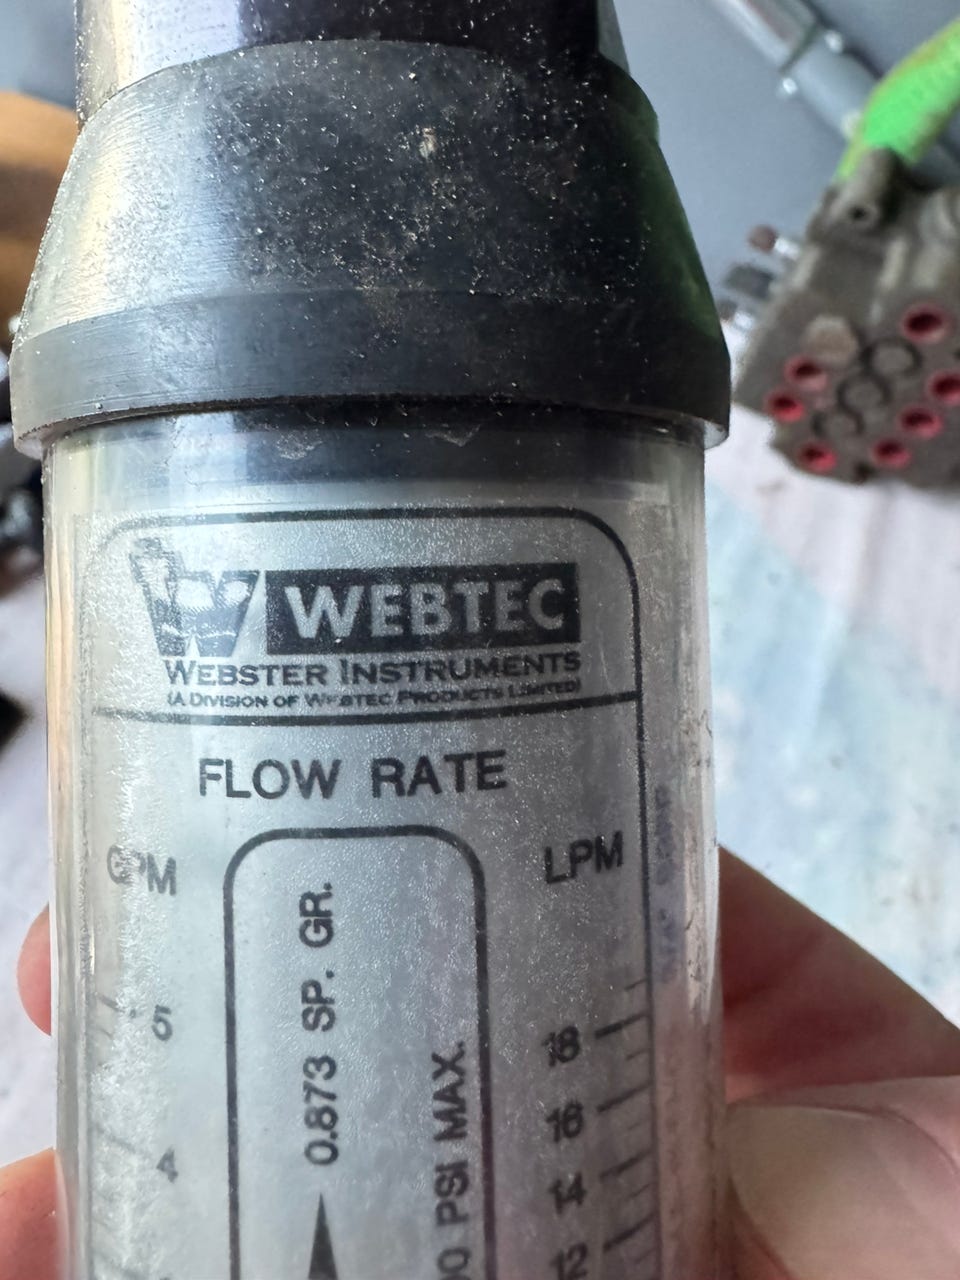 WEBTEC
WEBSTER INSTRUMENTS
(A DIVISION OF WEBTEC PRODUCTS LIMITED)
FLOW RATE
GPM
LPM
0.873 SP. GR.
PSI MAX.
5
4
18
16
14
12